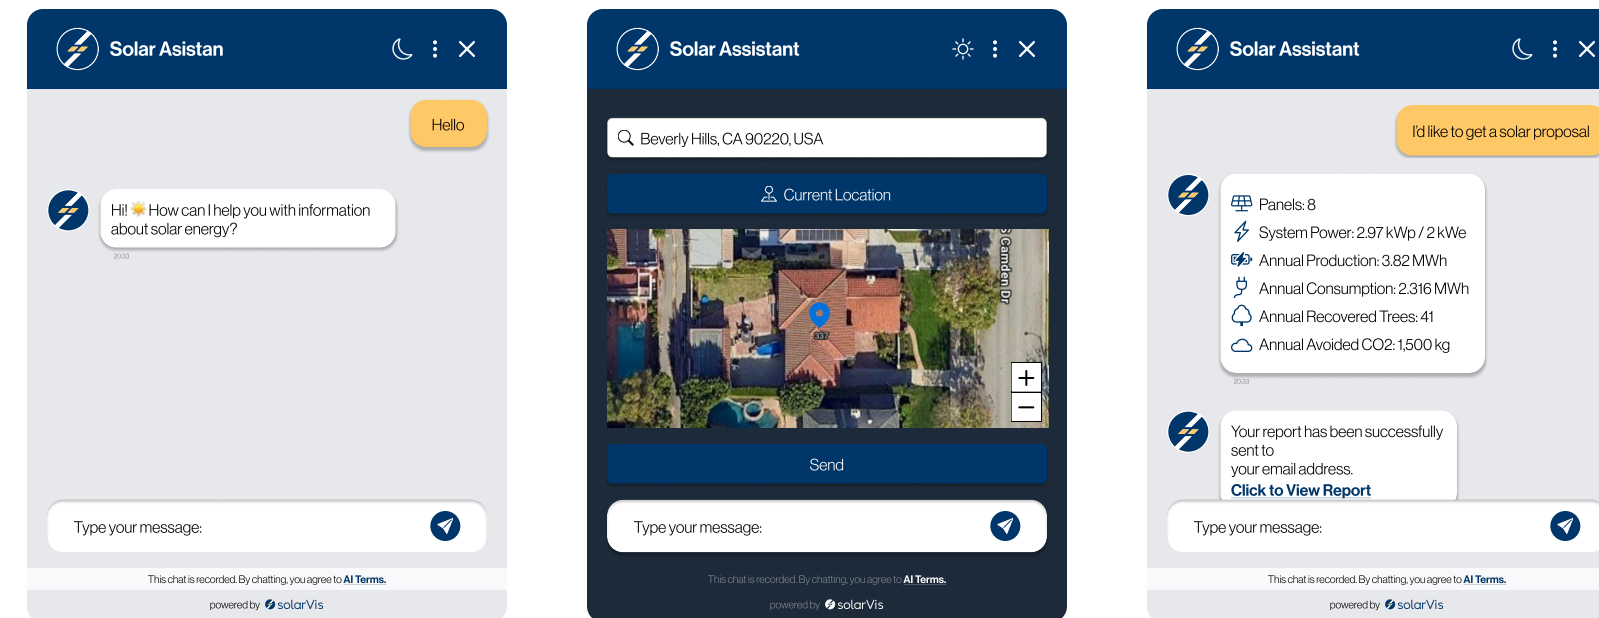 Solar Asistan
Hello
Hi! ☀️ How can I help you with information
about solar energy?
20:33
Type your message:
This chat is recorded. By chatting, you agree to AI Terms.
powered by solarVis
Solar Assistant
Beverly Hills, CA 90220, USA
Current Location
S Camden Dr
337
+
−
Send
Type your message:
This chat is recorded. By chatting, you agree to AI Terms.
powered by solarVis
Solar Assistant
I'd like to get a solar proposal
Panels: 8
System Power: 2.97 kWp / 2 kWe
Annual Production: 3.82 MWh
Annual Consumption: 2.316 MWh
Annual Recovered Trees: 41
Annual Avoided CO2: 1,500 kg
20:33
Your report has been successfully
sent to
your email address.
Click to View Report
Type your message:
This chat is recorded. By chatting, you agree to AI Terms.
powered by solarVis